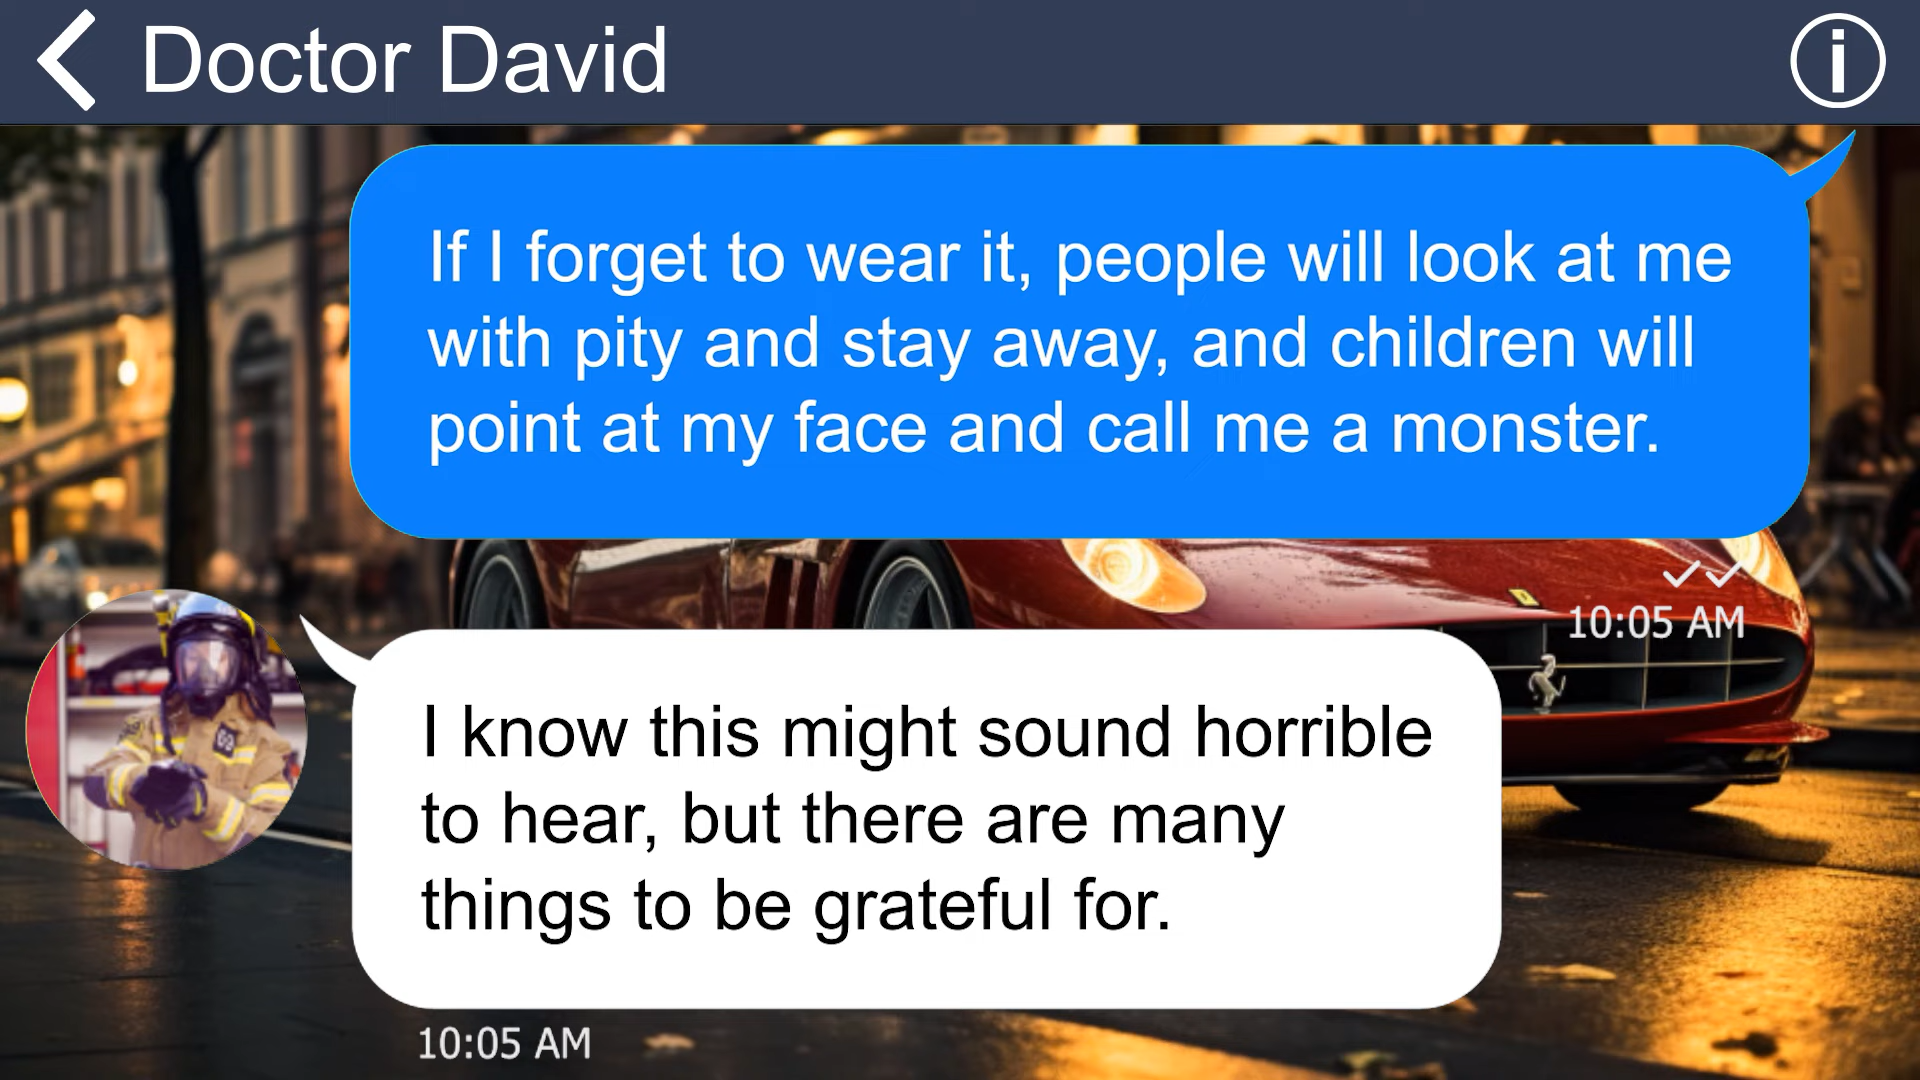 Doctor David
If I forget to wear it, people will look at me
with pity and stay away, and children will
point at my face and call me a monster.
10:05 AM
I know this might sound horrible
to hear, but there are many
things to be grateful for.
10:05 AM